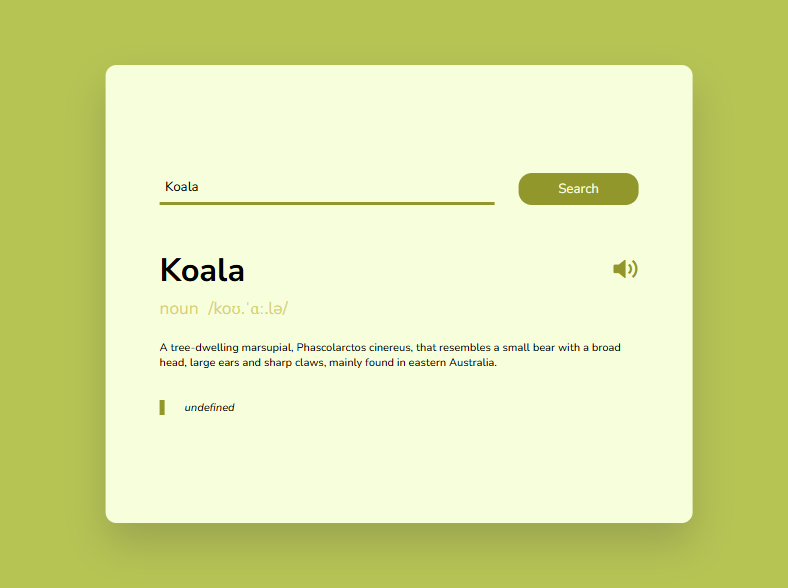 Koala
Search
Koala
noun /koʊ.ˈɑː.lə/
A tree-dwelling marsupial, Phascolarctos cinereus, that resembles a small bear with a broad
head, large ears and sharp claws, mainly found in eastern Australia.
undefined